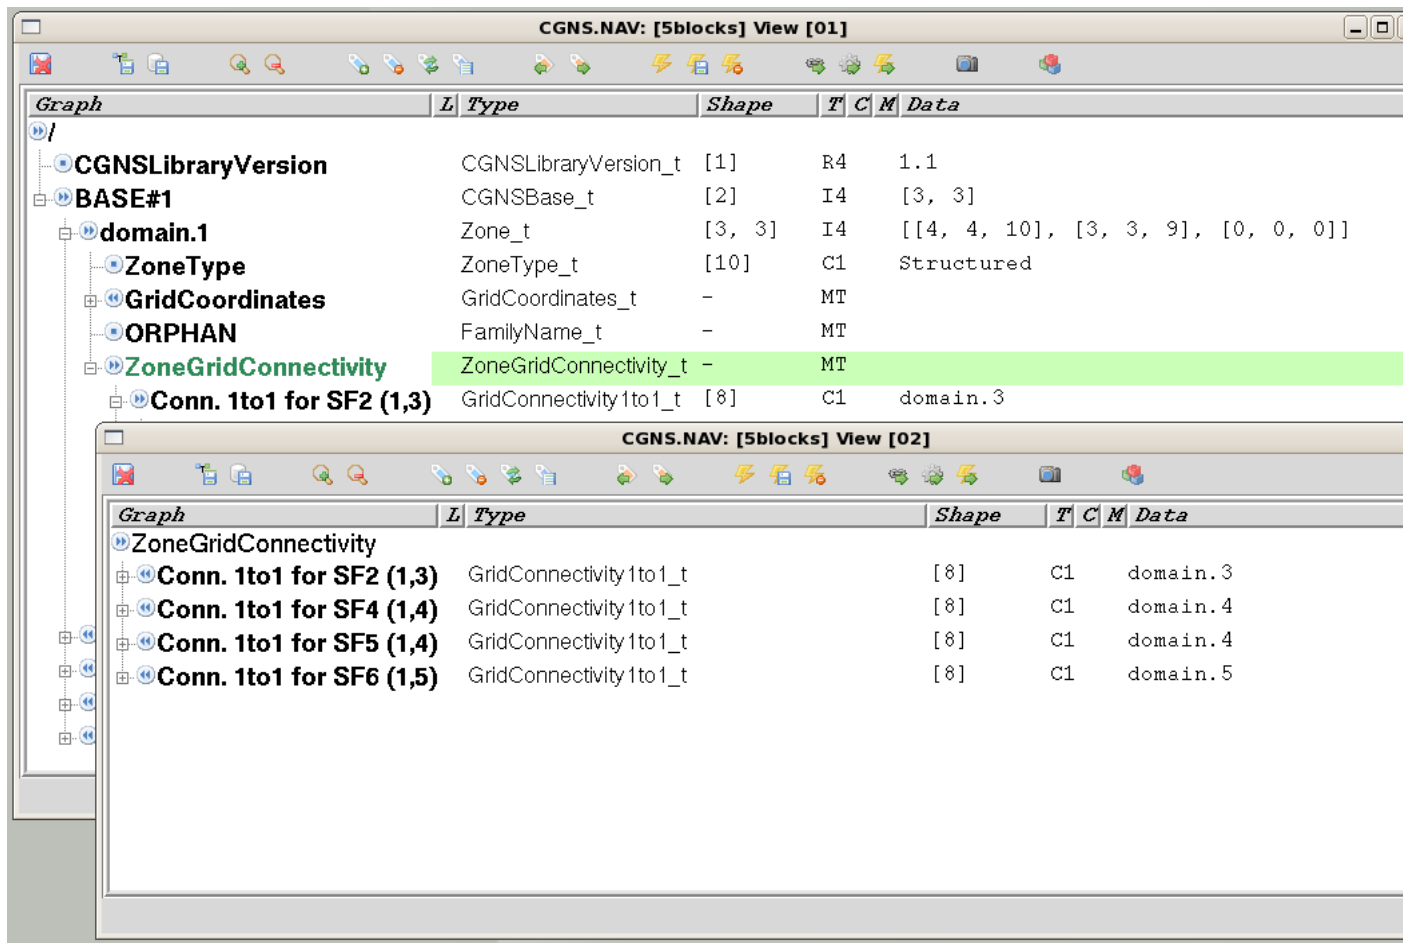 CGNS.NAV: [5blocks] View [01]
Graph L Type Shape T C M Data
/
CGNSLibraryVersion CGNSLibraryVersion_t [1] R4 1.1
BASE#1 CGNSBase_t [2] I4 [3, 3]
domain.1 Zone_t [3, 3] I4 [[4, 4, 10], [3, 3, 9], [0, 0, 0]]
ZoneType ZoneType_t [10] C1 Structured
GridCoordinates GridCoordinates_t - MT
ORPHAN FamilyName_t - MT
ZoneGridConnectivity ZoneGridConnectivity_t - MT
Conn. 1to1 for SF2 (1,3) GridConnectivity1to1_t [8] C1 domain.3
CGNS.NAV: [5blocks] View [02]
Graph L Type Shape T C M Data
ZoneGridConnectivity
Conn. 1to1 for SF2 (1,3) GridConnectivity1to1_t [8] C1 domain.3
Conn. 1to1 for SF4 (1,4) GridConnectivity1to1_t [8] C1 domain.4
Conn. 1to1 for SF5 (1,4) GridConnectivity1to1_t [8] C1 domain.4
Conn. 1to1 for SF6 (1,5) GridConnectivity1to1_t [8] C1 domain.5